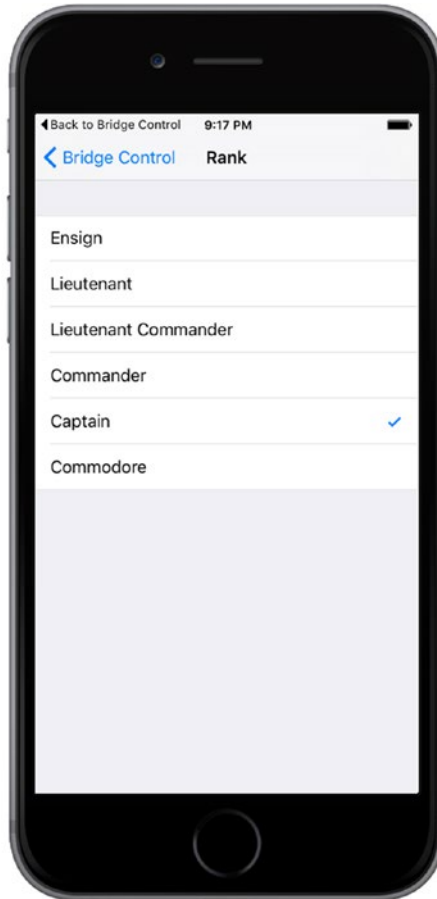 Back to Bridge Control 9:17 PM
Bridge Control Rank
Ensign
Lieutenant
Lieutenant Commander
Commander
Captain
Commodore